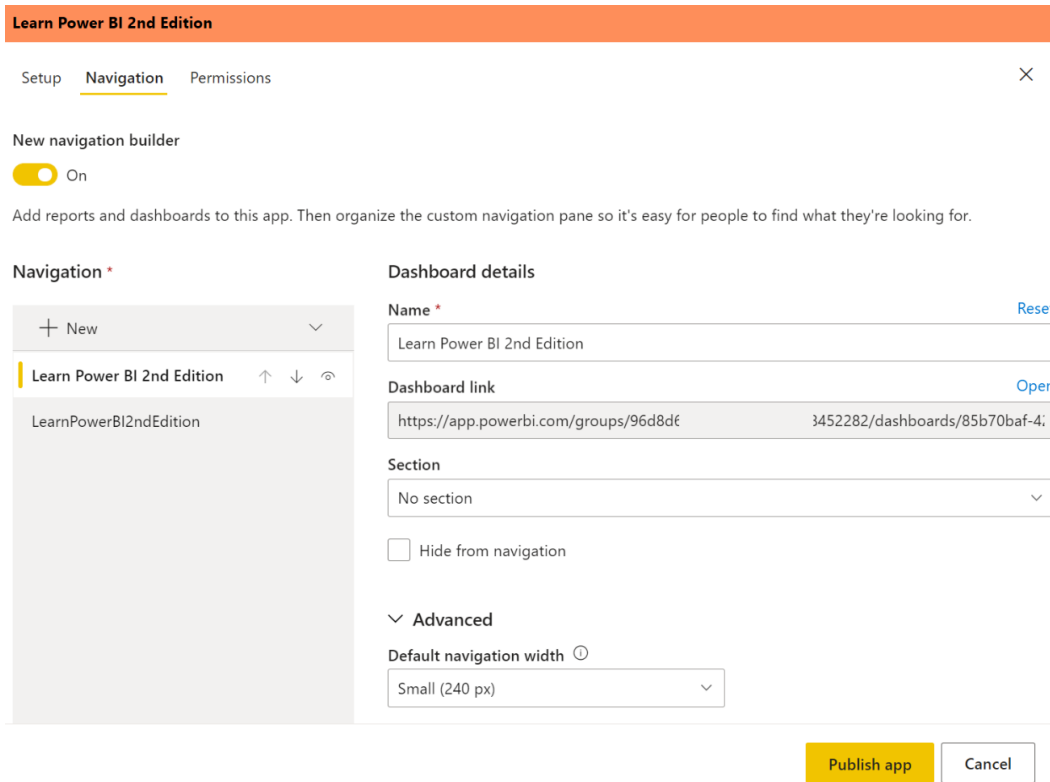 Learn Power BI 2nd Edition
Setup Navigation Permissions
New navigation builder
On
Add reports and dashboards to this app. Then organize the custom navigation pane so it's easy for people to find what they're looking for.
Navigation *
New
Learn Power BI 2nd Edition
LearnPowerBI2ndEdition
Dashboard details
Name *
Learn Power BI 2nd Edition
Dashboard link
https://app.powerbi.com/groups/96d8d6 3452282/dashboards/85b70baf-42
Section
No section
Hide from navigation
Advanced
Default navigation width
Small (240 px)
Publish app Cancel